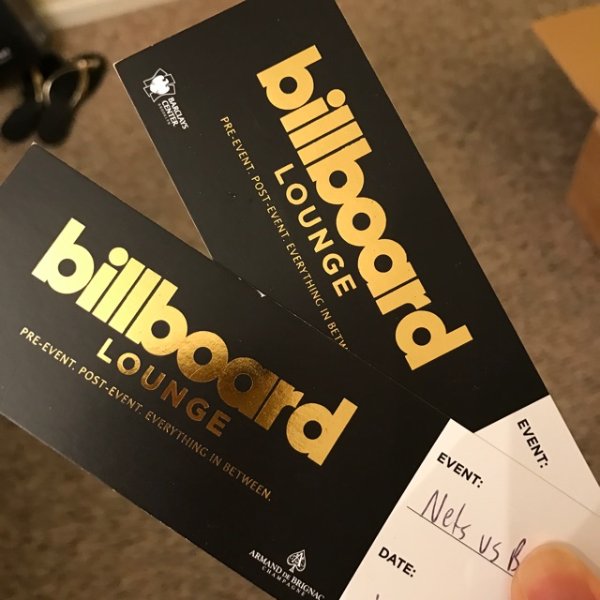 BARCLAYS
CENTER
billboard
LOUNGE
PRE-EVENT. POST-EVENT. EVERYTHING IN
EVENT:
billboard
LOUNGE
PRE-EVENT. POST-EVENT. EVERYTHING IN BETWEEN.
ARMAND DE BRIGNAC
CHAMPAGNE
EVENT:
Nets vs B
DATE: